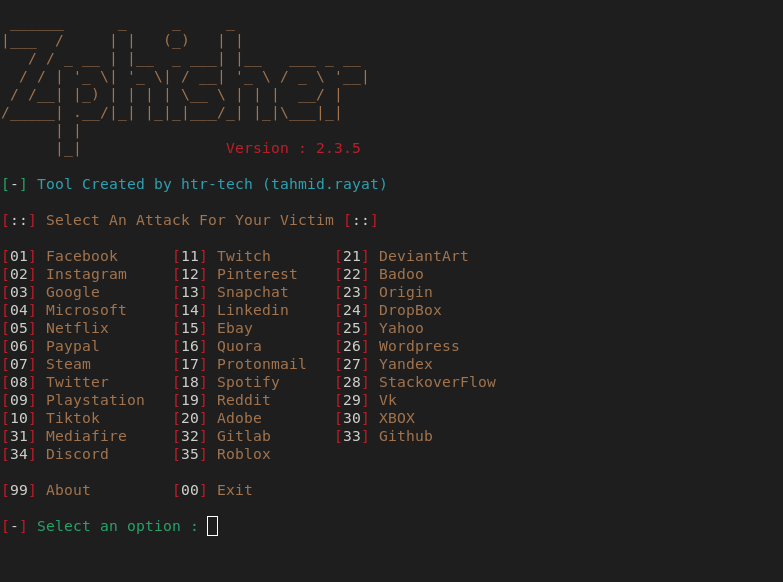 Zphisher
Version : 2.3.5
[-] Tool Created by htr-tech (tahmid.rayat)
[::] Select An Attack For Your Victim [::]
[01] Facebook [11] Twitch [21] DeviantArt
[02] Instagram [12] Pinterest [22] Badoo
[03] Google [13] Snapchat [23] Origin
[04] Microsoft [14] Linkedin [24] DropBox
[05] Netflix [15] Ebay [25] Yahoo
[06] Paypal [16] Quora [26] Wordpress
[07] Steam [17] Protonmail [27] Yandex
[08] Twitter [18] Spotify [28] StackoverFlow
[09] Playstation [19] Reddit [29] Vk
[10] Tiktok [20] Adobe [30] XBOX
[31] Mediafire [32] Gitlab [33] Github
[34] Discord [35] Roblox
[99] About [00] Exit
[-] Select an option :